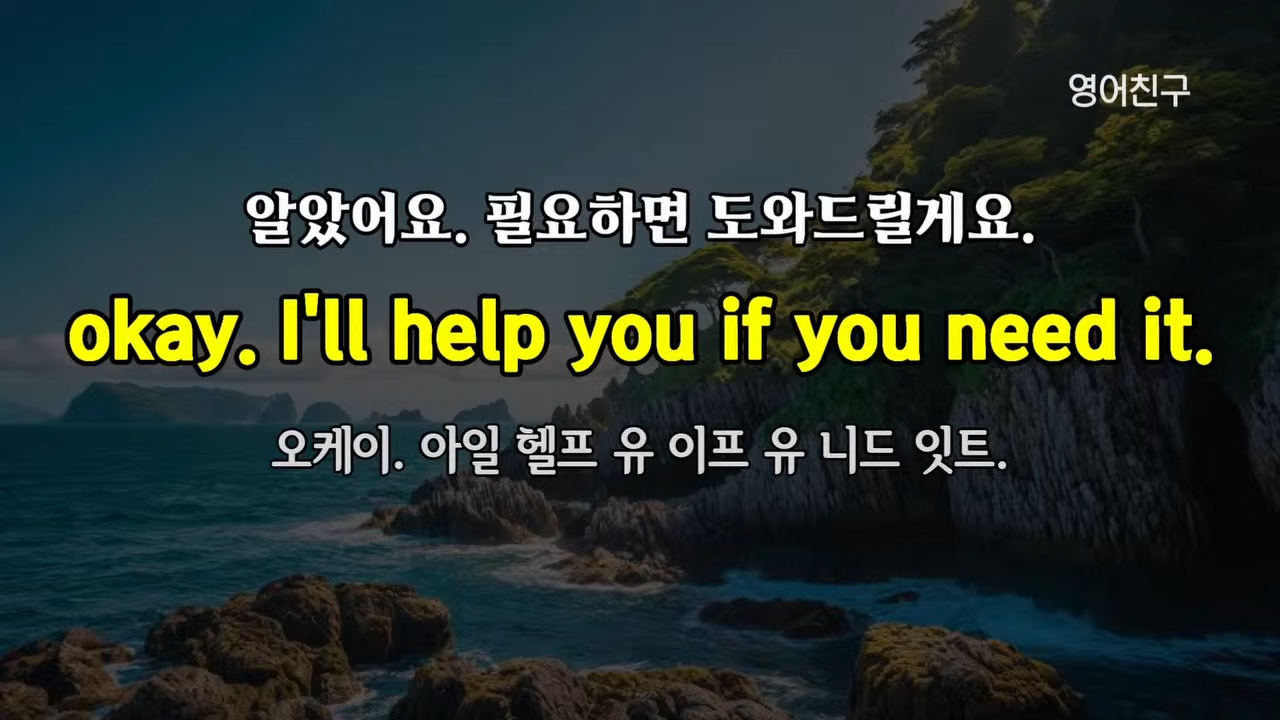 영어친구
알았어요. 필요하면 도와드릴게요.
okay. I'll help you if you need it.
오케이. 아일 헬프 유 이프 유 니드 잇트.